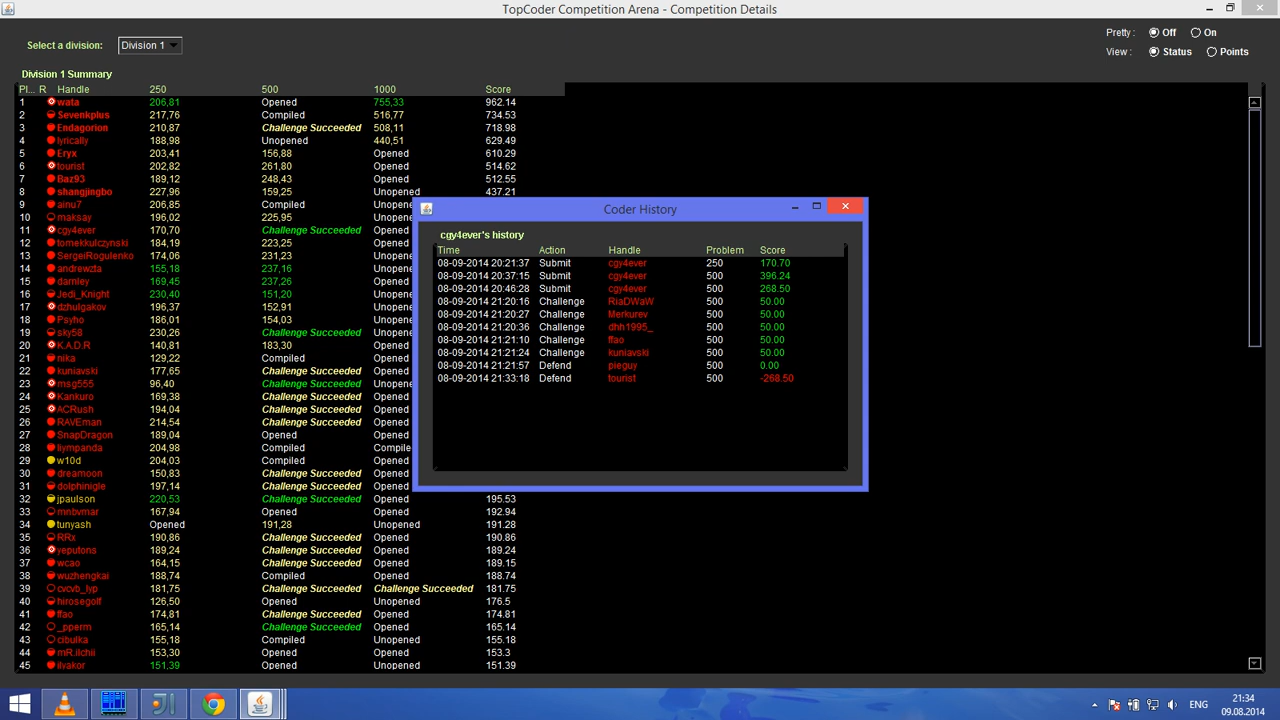 TopCoder Competition Arena - Competition Details
Pretty : Off On
Select a division: Division 1
View : Status Points
Division 1 Summary
Pl... R Handle 250 500 1000 Score
1 wata 206,81 Opened 755,33 962.14
2 Sevenkplus 217,76 Compiled 516,77 734.53
3 Endagorion 210,87 Challenge Succeeded 508,11 718.98
4 lyrically 188,98 Unopened 440,51 629.49
5 Eryx 203,41 156,88 Opened 610.29
6 tourist 202,82 261,80 Opened 514.62
7 Baz93 189,12 248,43 Opened 512.55
8 shangjingbo 227,96 159,25 Unopened 437.21
9 ainu7 206,85 Compiled Unopene
10 maksay 196,02 225,95 Unopene
11 cgy4ever 170,70 Challenge Succeeded Opened
12 tomekkulczynski 184,19 223,25 Opened
13 SergeiRogulenko 174,06 231,23 Unopene
14 andrewzta 155,18 237,16 Unopene
15 damley 169,45 237,26 Opened
16 Jedi_Knight 230,40 151,20 Unopene
17 dzhulgakov 196,37 152,91 Unopene
18 Psyho 186,01 154,03 Unopene
19 sky58 230,26 Challenge Succeeded Unopene
20 K.A.D.R 140,81 183,30 Opened
21 nika 129,22 Compiled Opened
22 kuniavski 177,65 Challenge Succeeded Opened
23 msg555 96,40 Challenge Succeeded Opened
24 Kankuro 169,38 Challenge Succeeded Opened
25 ACRush 194,04 Challenge Succeeded Opened
26 RAVEman 214,54 Challenge Succeeded Opened
27 SnapDragon 189,04 Opened Opened
28 liympanda 204,98 Compiled Compile
29 w10d 204,03 Compiled Opened
30 dreamoon 150,83 Challenge Succeeded Opened
31 dolphinigle 197,14 Challenge Succeeded Opened
32 jpaulson 220,53 Challenge Succeeded Opened 195.53
33 mnbvmar 167,94 Opened Opened 192.94
34 tunyash Opened 191,28 Unopened 191.28
35 RRx 190,86 Challenge Succeeded Opened 190.86
36 yeputons 189,24 Challenge Succeeded Opened 189.24
37 wcao 164,15 Challenge Succeeded Opened 189.15
38 wuzhengkai 188,74 Compiled Opened 188.74
39 cvcvb_lyp 181,75 Challenge Succeeded Challenge Succeeded 181.75
40 hirosegolf 126,50 Opened Unopened 176.5
41 ffao 174,81 Challenge Succeeded Opened 174.81
42 _pperm 165,14 Challenge Succeeded Opened 165.14
43 cibulka 155,18 Compiled Unopened 155.18
44 mR.ilchii 153,30 Opened Opened 153.3
45 ilyakor 151,39 Opened Unopened 151.39
Coder History
cgy4ever's history
Time Action Handle Problem Score
08-09-2014 20:21:37 Submit cgy4ever 250 170.70
08-09-2014 20:37:15 Submit cgy4ever 500 396.24
08-09-2014 20:46:28 Submit cgy4ever 500 268.50
08-09-2014 21:20:16 Challenge RiaDWaW 500 50.00
08-09-2014 21:20:27 Challenge Merkurev 500 50.00
08-09-2014 21:20:36 Challenge dhh1995_ 500 50.00
08-09-2014 21:21:10 Challenge ffao 500 50.00
08-09-2014 21:21:24 Challenge kuniavski 500 50.00
08-09-2014 21:21:57 Defend pieguy 500 0.00
08-09-2014 21:33:18 Defend tourist 500 -268.50
ENG
21:34
09.08.2014